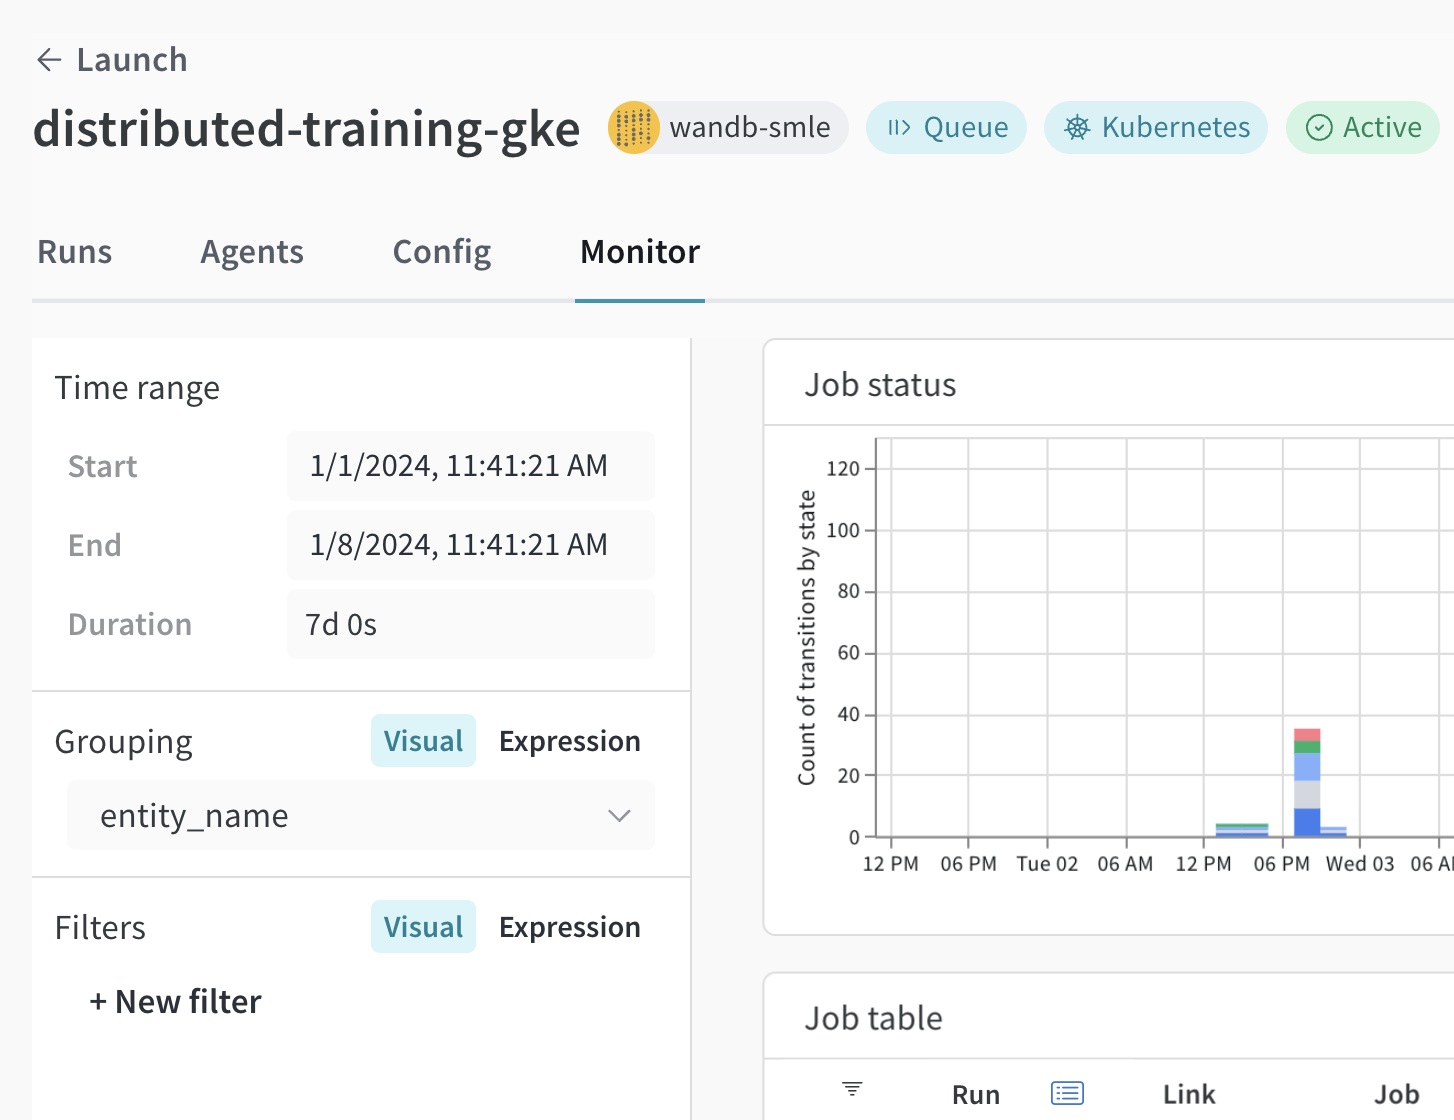 Launch
distributed-training-gke wandb-smle Queue Kubernetes Active
Runs Agents Config Monitor
Time range
Start 1/1/2024, 11:41:21 AM
End 1/8/2024, 11:41:21 AM
Duration 7d 0s
Grouping Visual Expression
entity_name
Filters Visual Expression
+ New filter
Job status
Count of transitions by state
120
100
80
60
40
20
0
12 PM 06 PM Tue 02 06 AM 12 PM 06 PM Wed 03
Job table
Run Link Job